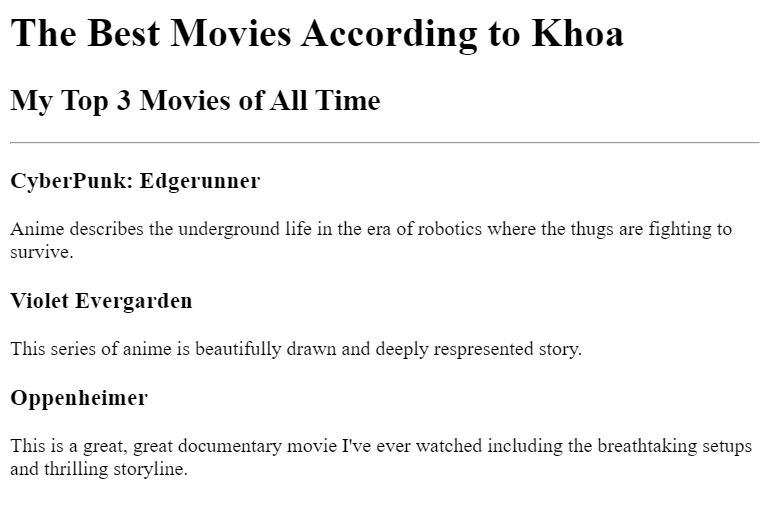 The Best Movies According to Khoa
My Top 3 Movies of All Time
CyberPunk: Edgerunner
Anime describes the underground life in the era of robotics where the thugs are fighting to
survive.
Violet Evergarden
This series of anime is beautifully drawn and deeply respresented story.
Oppenheimer
This is a great, great documentary movie I've ever watched including the breathtaking setups
and thrilling storyline.